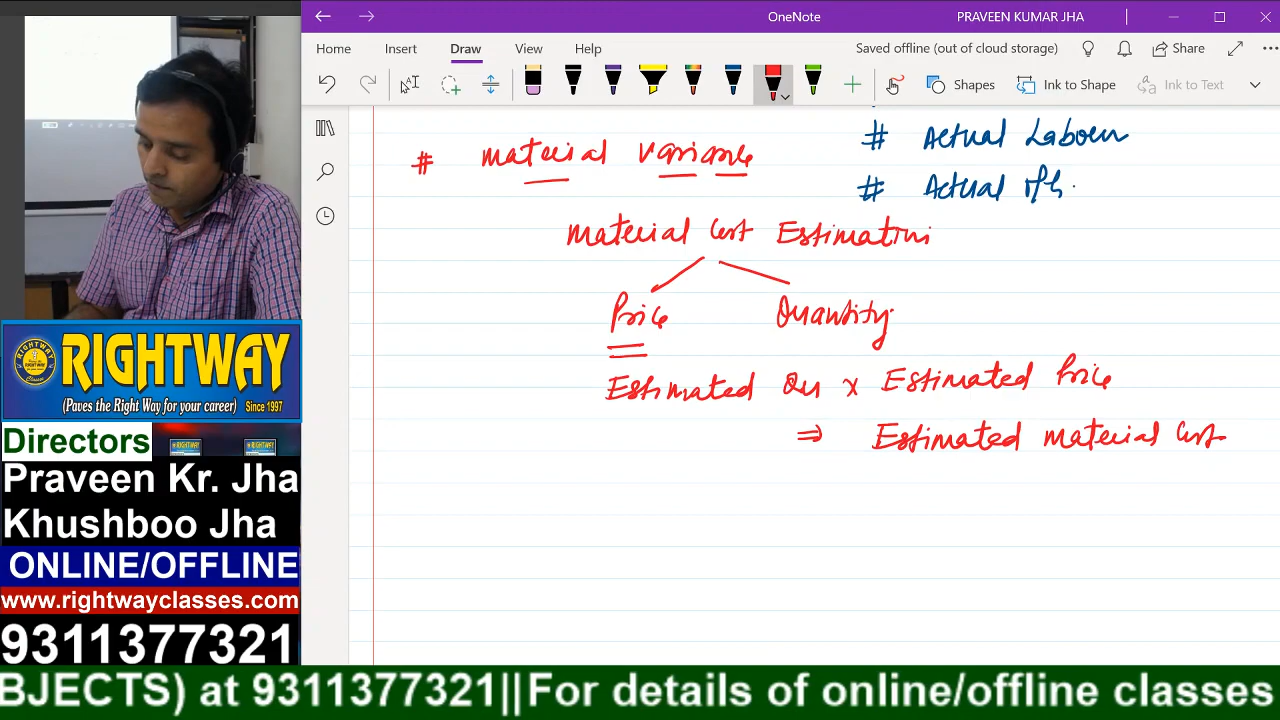 OneNote
PRAVEEN KUMAR JHA
Home Insert Draw View Help
Saved offline (out of cloud storage)
Share
Shapes
Ink to Shape
Ink to Text
# Actual Labour
# Material variance
# Actual
Material Cost Estimation
Price Quantity
Estimated Qu x Estimated Price
⇒ Estimated material Cost
RIGHTWAY
(Paves the Right Way for your career) Since 1997
Directors
Praveen Kr. Jha
Khushboo Jha
ONLINE/OFFLINE
www.rightwayclasses.com
9311377321
BJECTS) at 9311377321||For details of online/offline classes